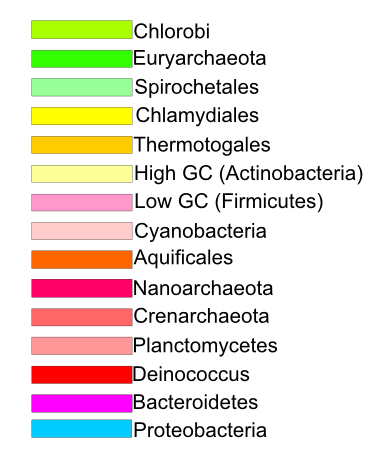 Chlorobi
Euryarchaeota
Spirochetales
Chlamydiales
Thermotogales
High GC (Actinobacteria)
Low GC (Firmicutes)
Cyanobacteria
Aquificales
Nanoarchaeota
Crenarchaeota
Planctomycetes
Deinococcus
Bacteroidetes
Proteobacteria